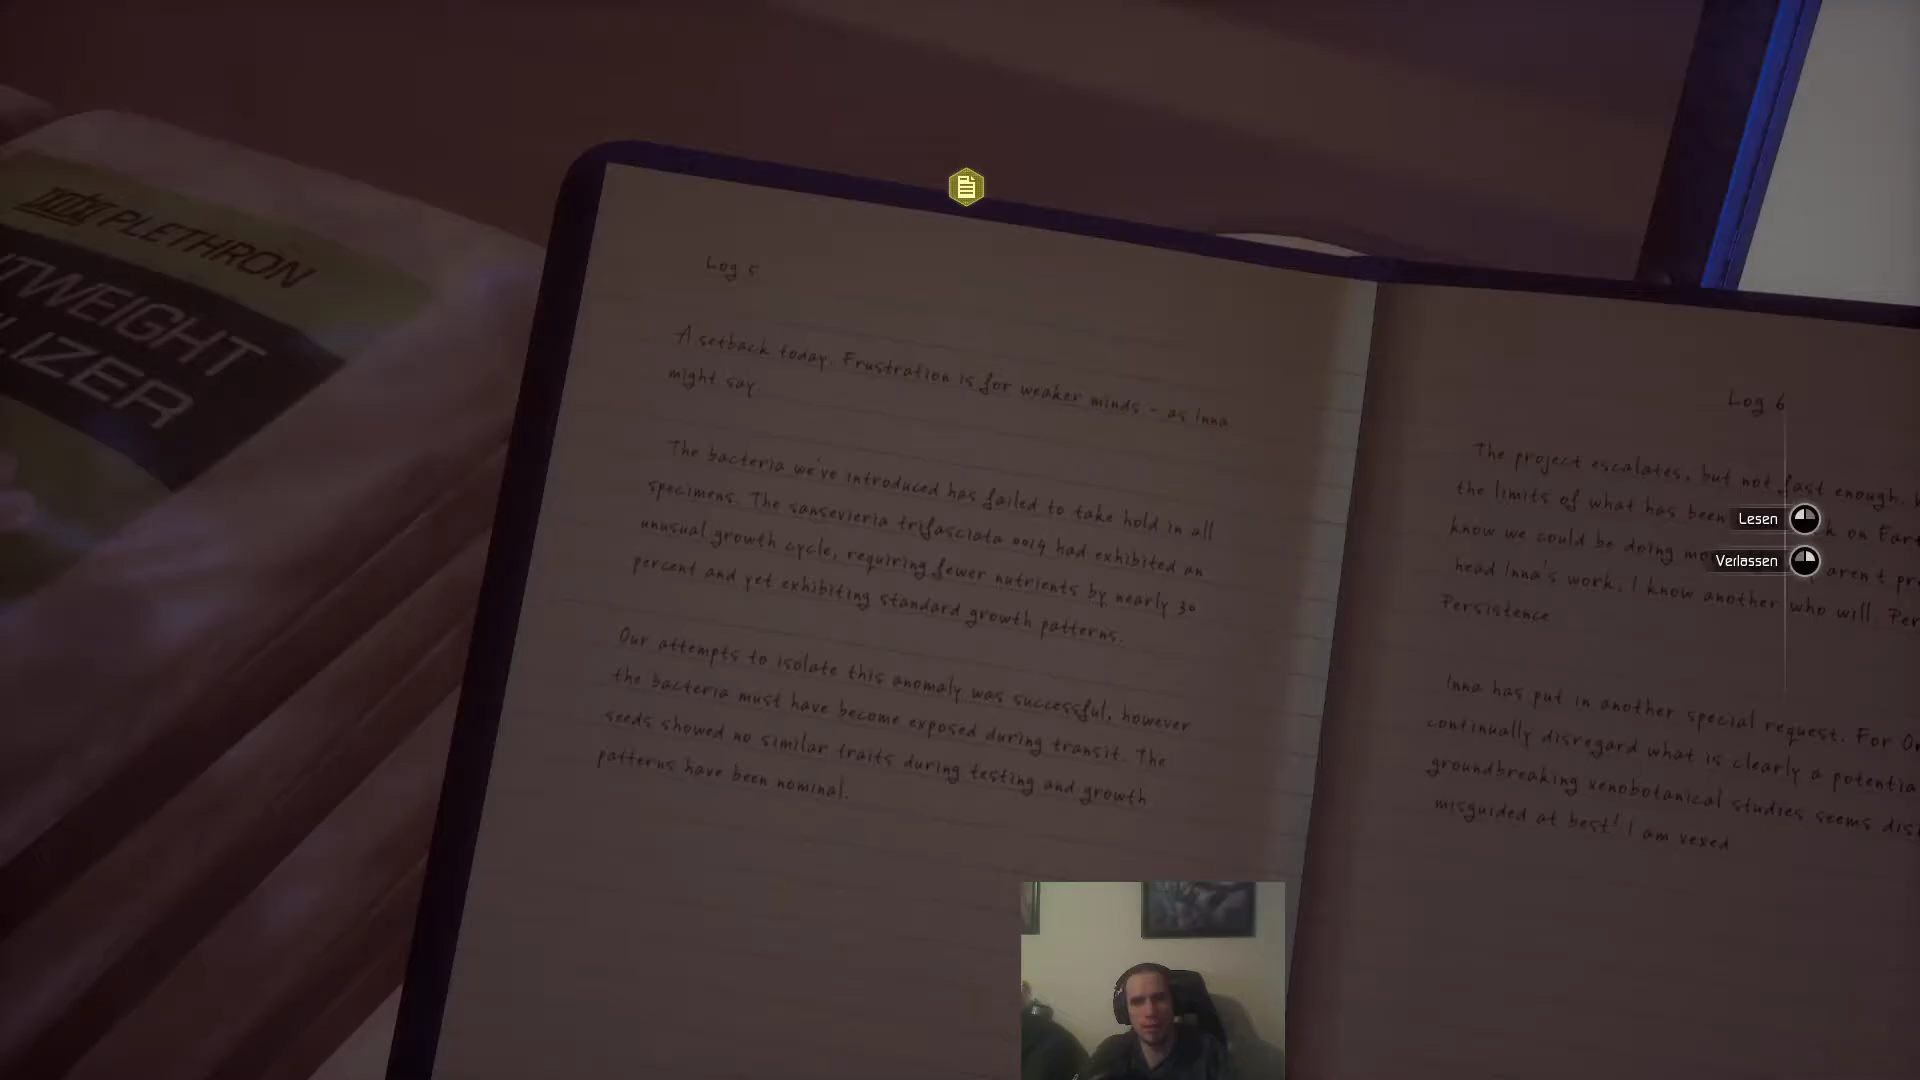 PLETHRON
TWEIGHT
LIZER
Log 5
A setback today. Frustration is for weaker minds - as Inna
might say.
The bacteria we've introduced has failed to take hold in all
specimens. The sansevieria trifasciata 0014 had exhibited an
unusual growth cycle, requiring fewer nutrients by nearly 30
percent and yet exhibiting standard growth patterns.
Our attempts to isolate this anomaly was successful, however
the bacteria must have become exposed during transit. The
seeds showed no similar traits during testing and growth
patterns have been nominal.
Log 6
The project escalates, but not fast enough.
the limits of what has been on Eart
know we could be doing aren't
head Inna's work, I know another who will. Per
Persistence
Inna has put in another special request. For
continually disregard what is clearly a potentia
groundbreaking xenobotanical studies seems
misguided at best! I am vexed
Lesen
Verlassen